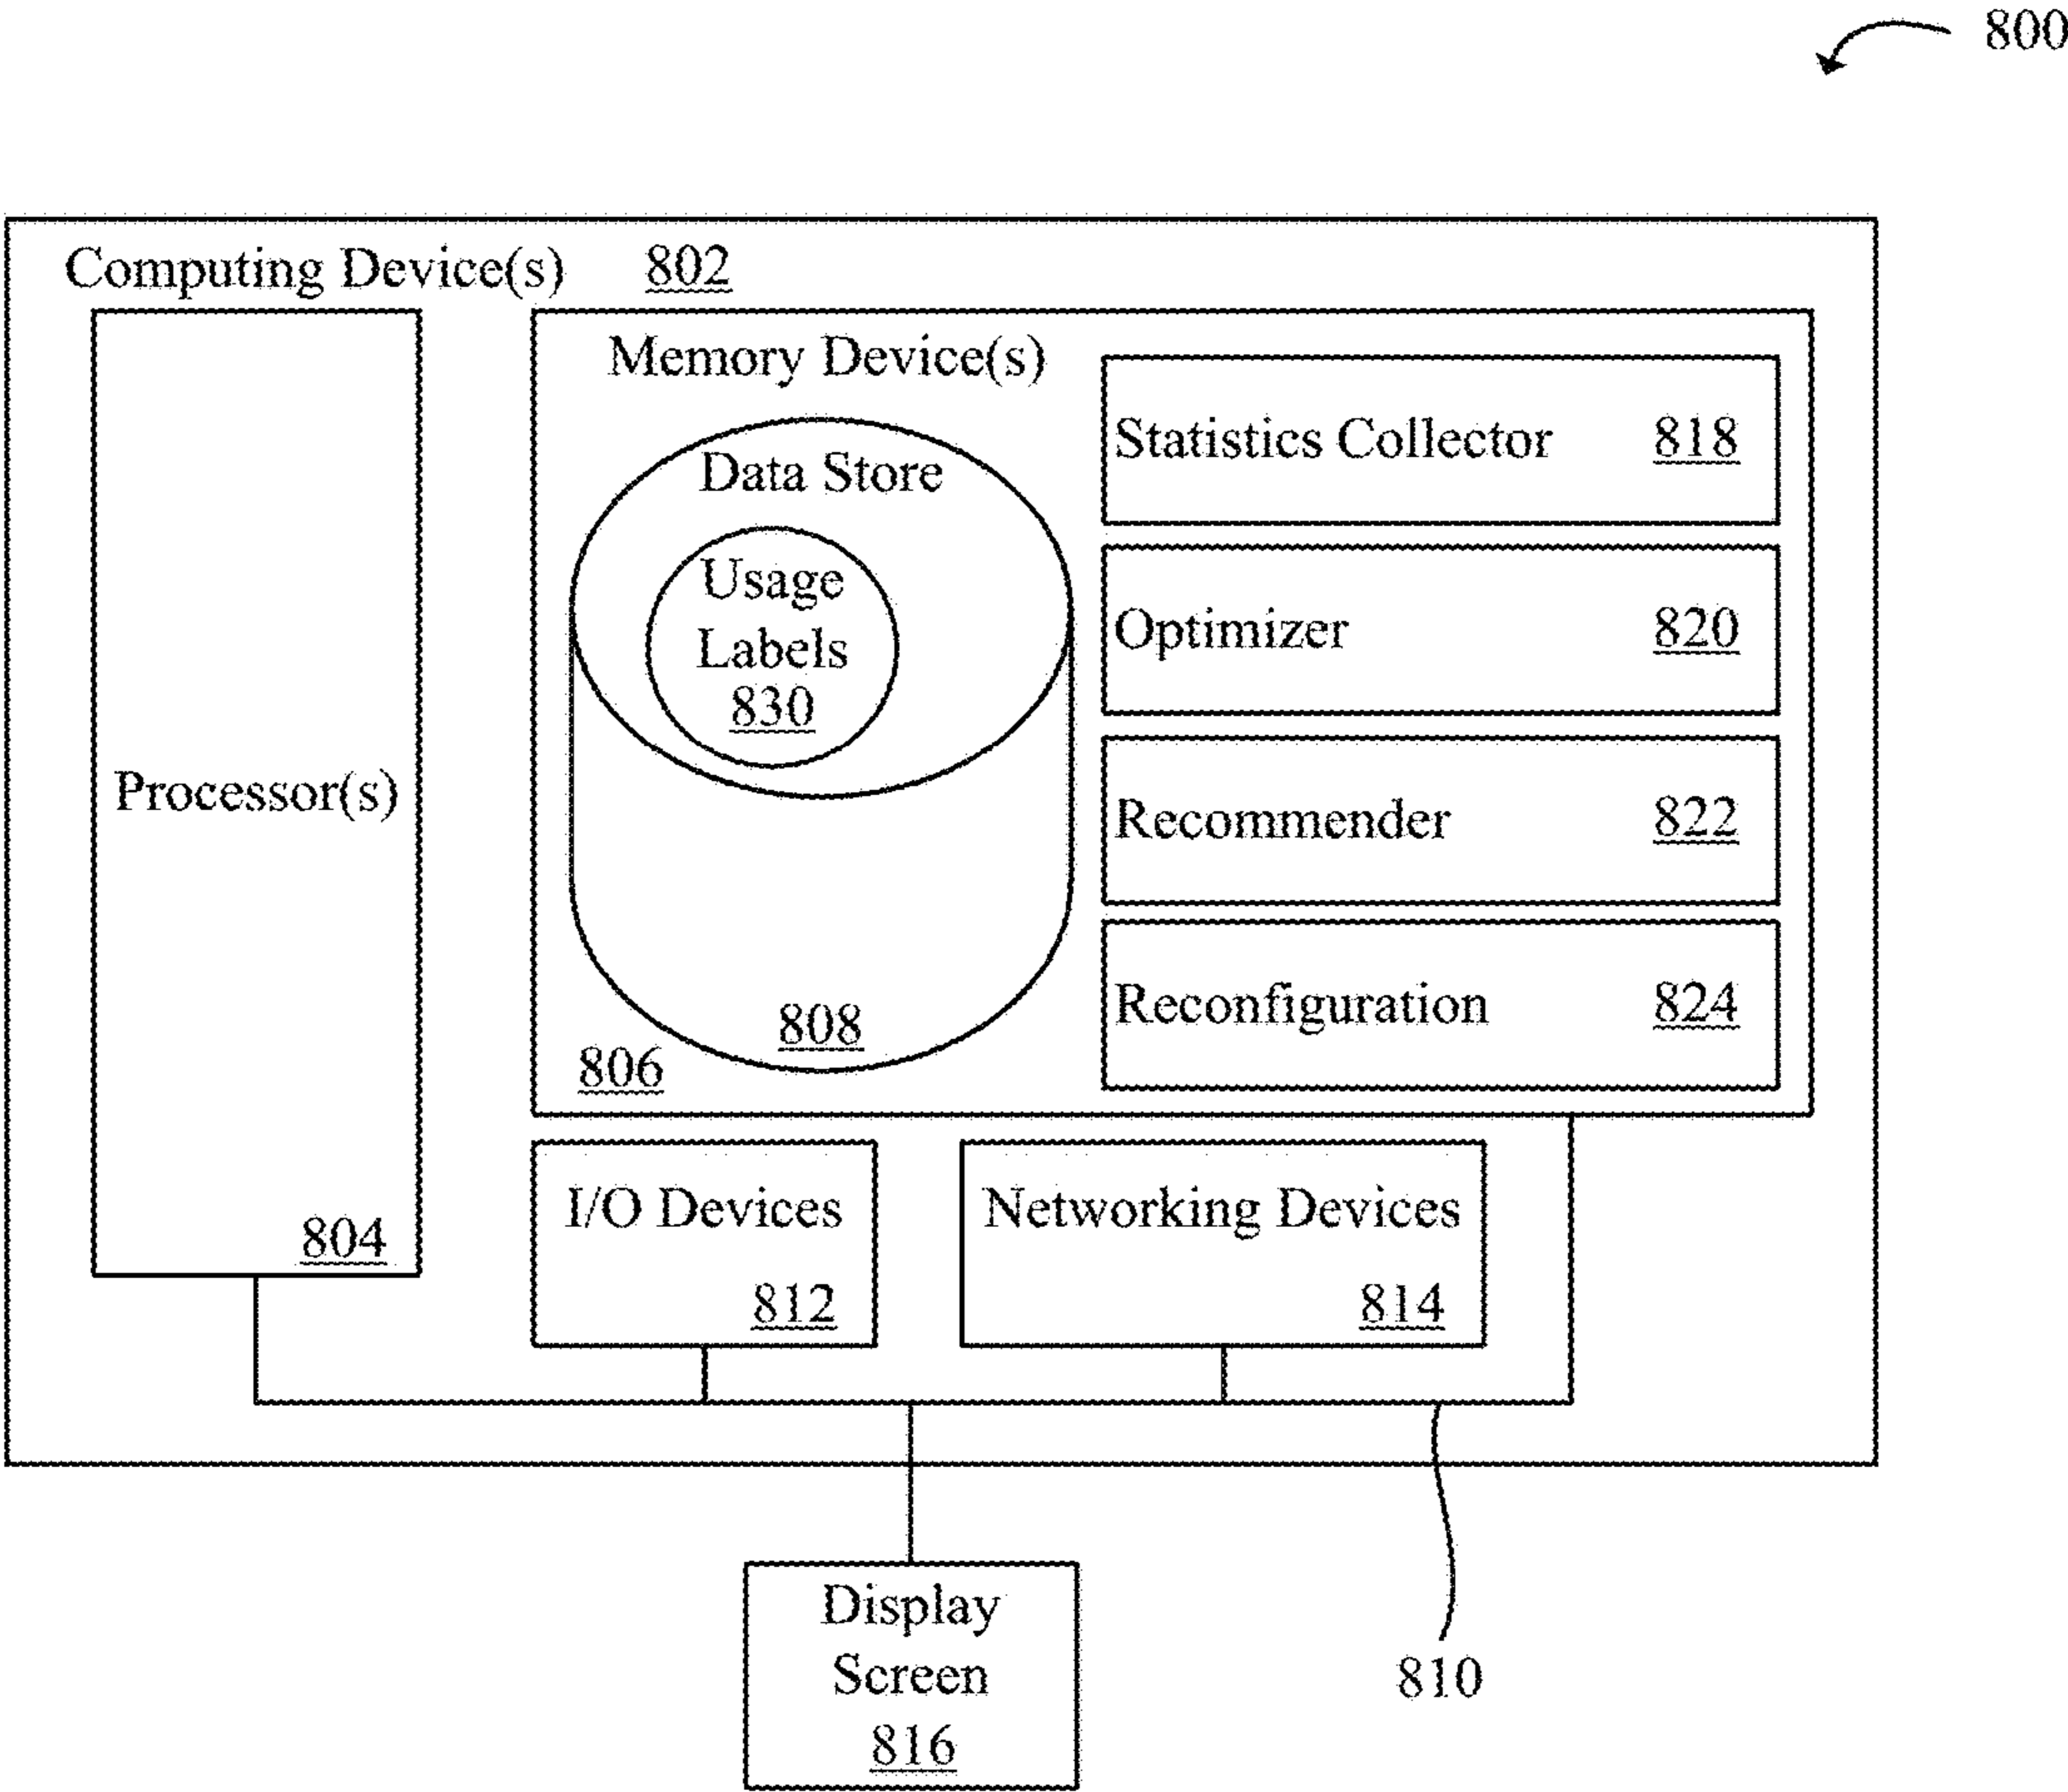 800
Computing Device(s) 802
Memory Device(s)
Data Store
Usage
Labels
830
808
806
Statistics Collector 818
Optimizer 820
Recommender 822
Reconfiguration 824
Processor(s)
804
I/O Devices
812
Networking Devices
814
Display
Screen
816
810